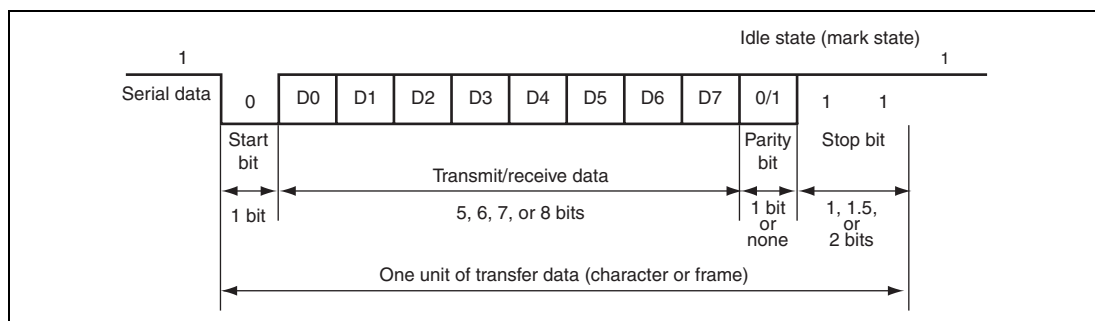 Idle state (mark state)
1
1
Serial data
0
D0
D1
D2
D3
D4
D5
D6
D7
0/1
1
1
Start
bit
Parity
bit
Stop bit
Transmit/receive data
1 bit
5, 6, 7, or 8 bits
1 bit
or
none
1, 1.5,
or
2 bits
One unit of transfer data (character or frame)